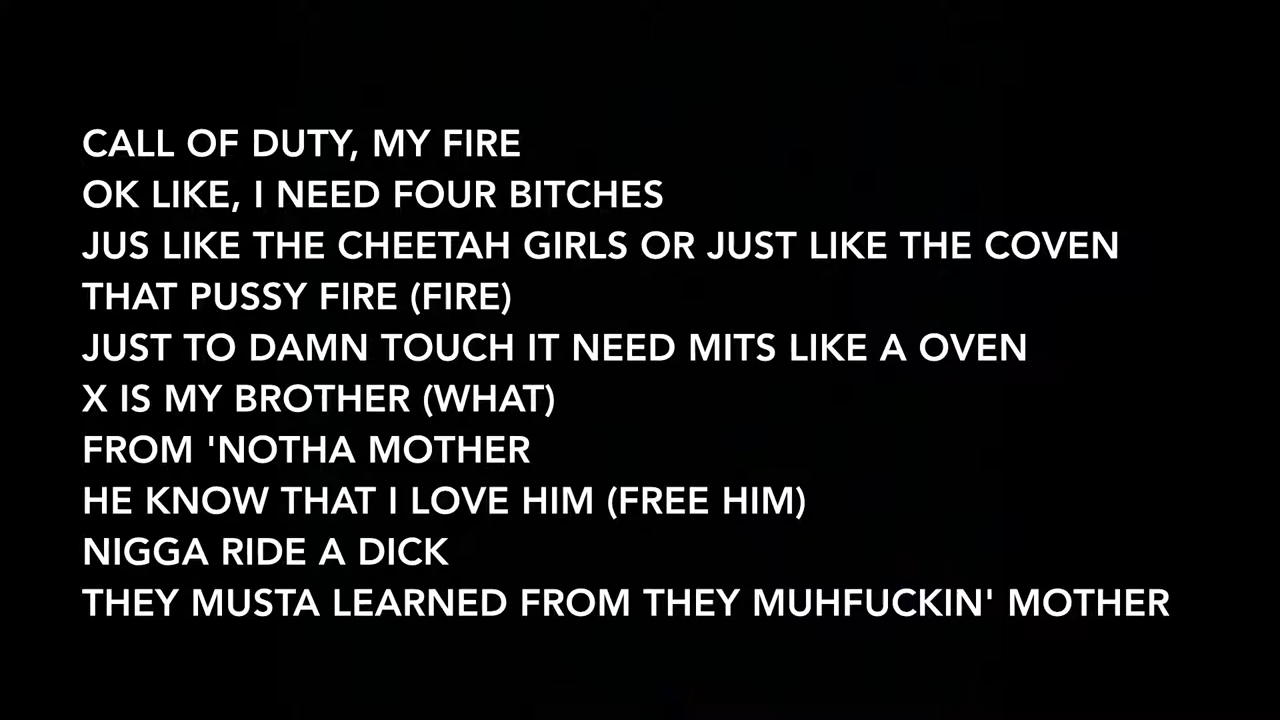 CALL OF DUTY, MY FIRE
OK LIKE, I NEED FOUR BITCHES
JUS LIKE THE CHEETAH GIRLS OR JUST LIKE THE COVEN
THAT PUSSY FIRE (FIRE)
JUST TO DAMN TOUCH IT NEED MITS LIKE A OVEN
X IS MY BROTHER (WHAT)
FROM 'NOTHA MOTHER
HE KNOW THAT I LOVE HIM (FREE HIM)
NIGGA RIDE A DICK
THEY MUSTA LEARNED FROM THEY MUHFUCKIN' MOTHER